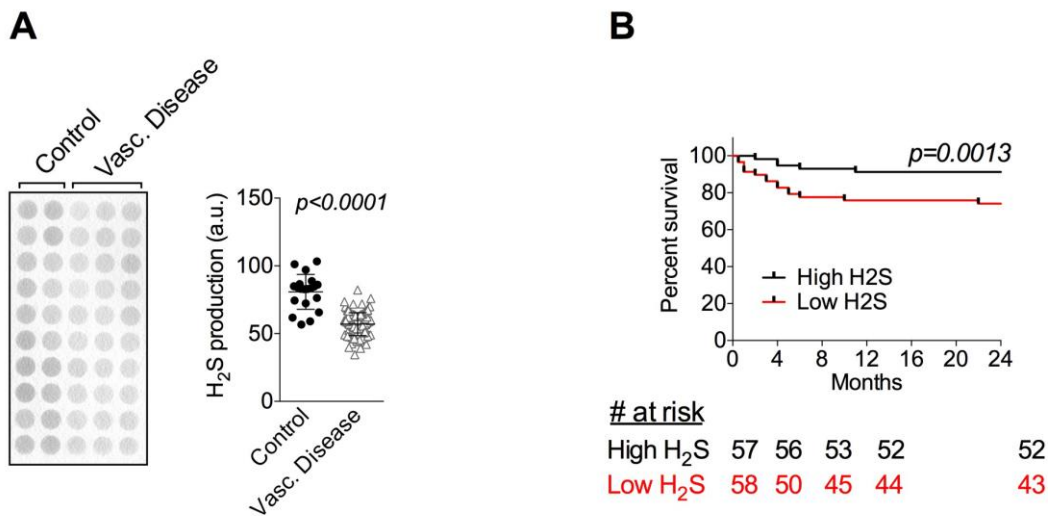 A
Control
Vasc. Disease
H₂S production (a.u.)
150
100
50
0
p<0.0001
Control
Vasc. Disease
B
Percent survival
100
80
60
40
20
0
p=0.0013
High H2S
Low H2S
0 4 8 12 16 20 24
Months
# at risk
High H₂S 57 56 53 52 52
Low H₂S 58 50 45 44 43